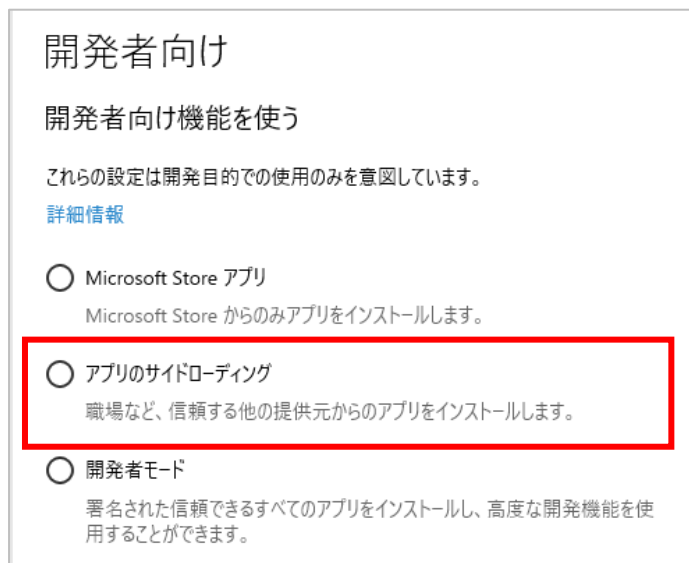 開発者向け
開発者向け機能を使う
これらの設定は開発目的での使用のみを意図しています。
詳細情報
Microsoft Store アプリ
Microsoft Store からのみアプリをインストールします。
アプリのサイドローディング
職場など、信頼する他の提供元からのアプリをインストールします。
開発者モード
署名された信頼できるすべてのアプリをインストールし、高度な開発機能を使
用することができます。